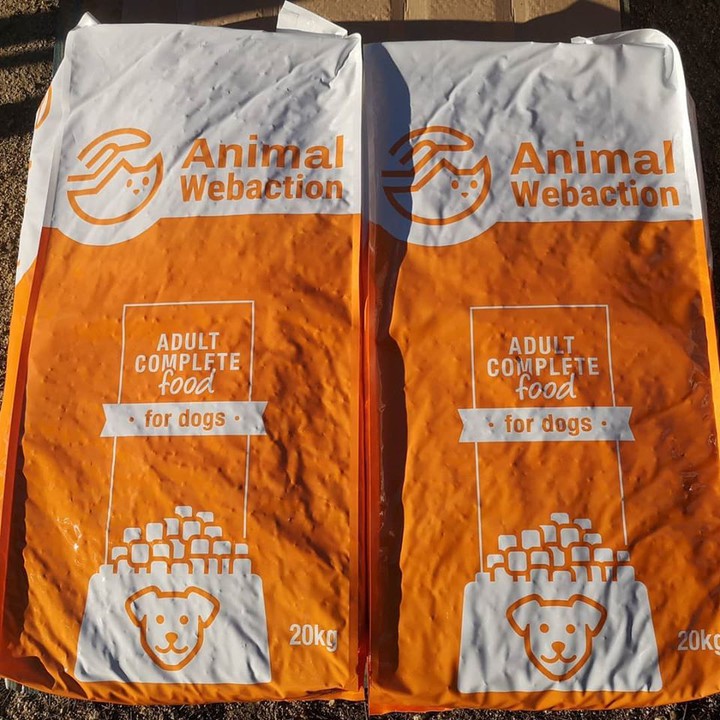 Animal
Webaction
ADULT
COMPLETE
food
· for dogs ·
20kg
Animal
Webaction
ADULT
COMPLETE
food
· for dogs ·
20kg